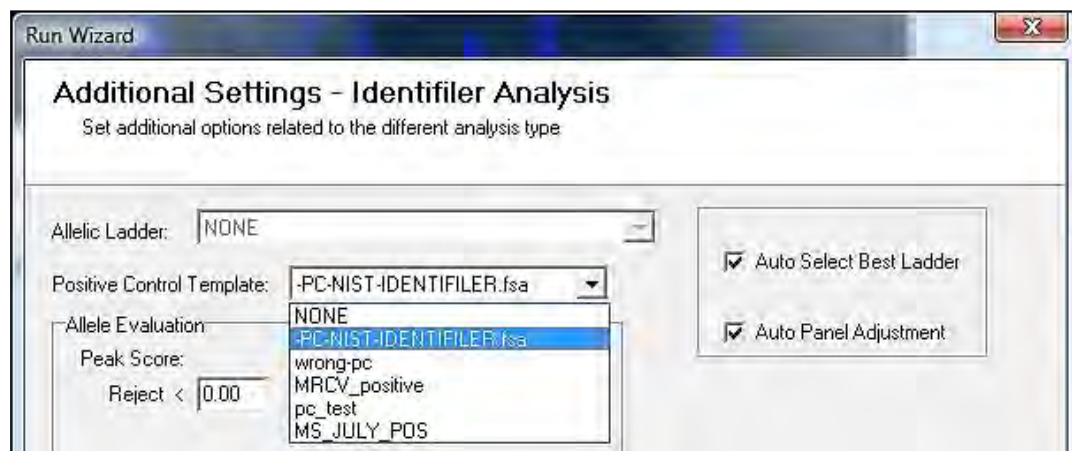 Run Wizard
Additional Settings - Identifiler Analysis
Set additional options related to the different analysis type
Allelic Ladder: NONE
Positive Control Template: -PC-NIST-IDENTIFILER.fsa
NONE
-PC-NIST-IDENTIFILER.fsa
wrong-pc
MRCV_positive
pc_test
MS_JULY_POS
Allele Evaluation
Peak Score:
Reject < 0.00
Auto Select Best Ladder
Auto Panel Adjustment